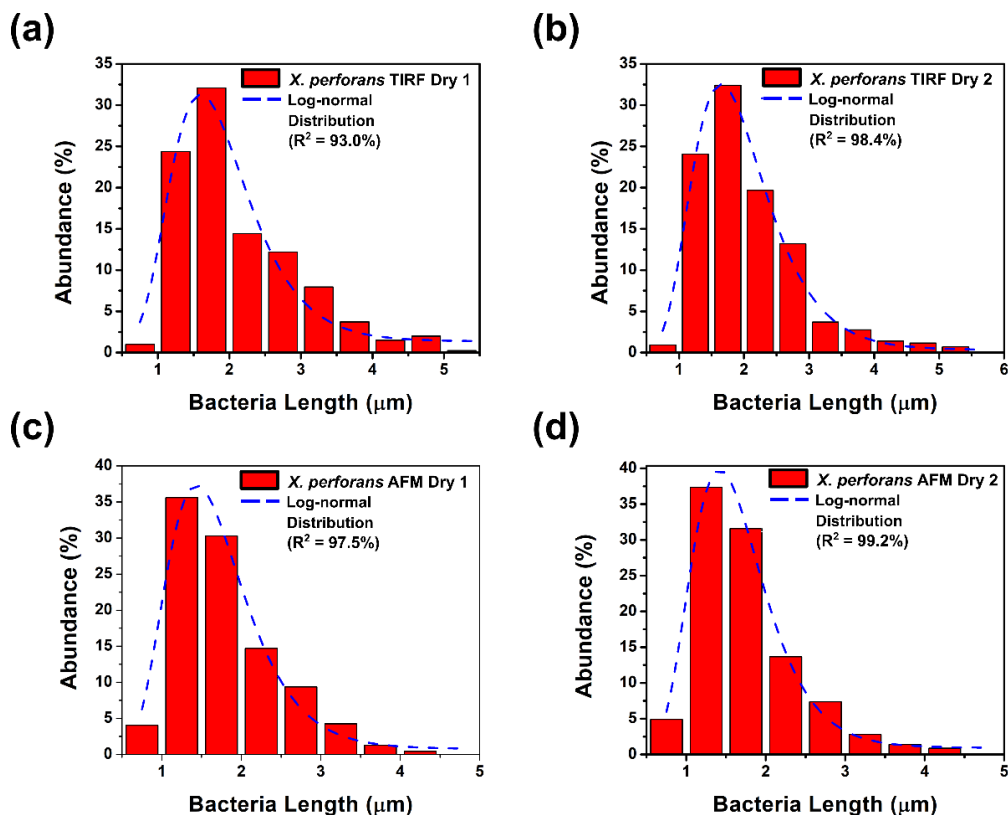 (a)
35
30
25
20
15
10
5
0
Abundance (%)
X. perforans TIRF Dry 1
Log-normal
Distribution
(R² = 93.0%)
1 2 3 4 5
Bacteria Length (μm)
(b)
35
30
25
20
15
10
5
0
Abundance (%)
X. perforans TIRF Dry 2
Log-normal
Distribution
(R² = 98.4%)
1 2 3 4 5 6
Bacteria Length (μm)
(c)
40
35
30
25
20
15
10
5
0
Abundance (%)
X. perforans AFM Dry 1
Log-normal
Distribution
(R² = 97.5%)
1 2 3 4 5
Bacteria Length (μm)
(d)
40
35
30
25
20
15
10
5
0
Abundance (%)
X. perforans AFM Dry 2
Log-normal
Distribution
(R² = 99.2%)
1 2 3 4 5
Bacteria Length (μm)